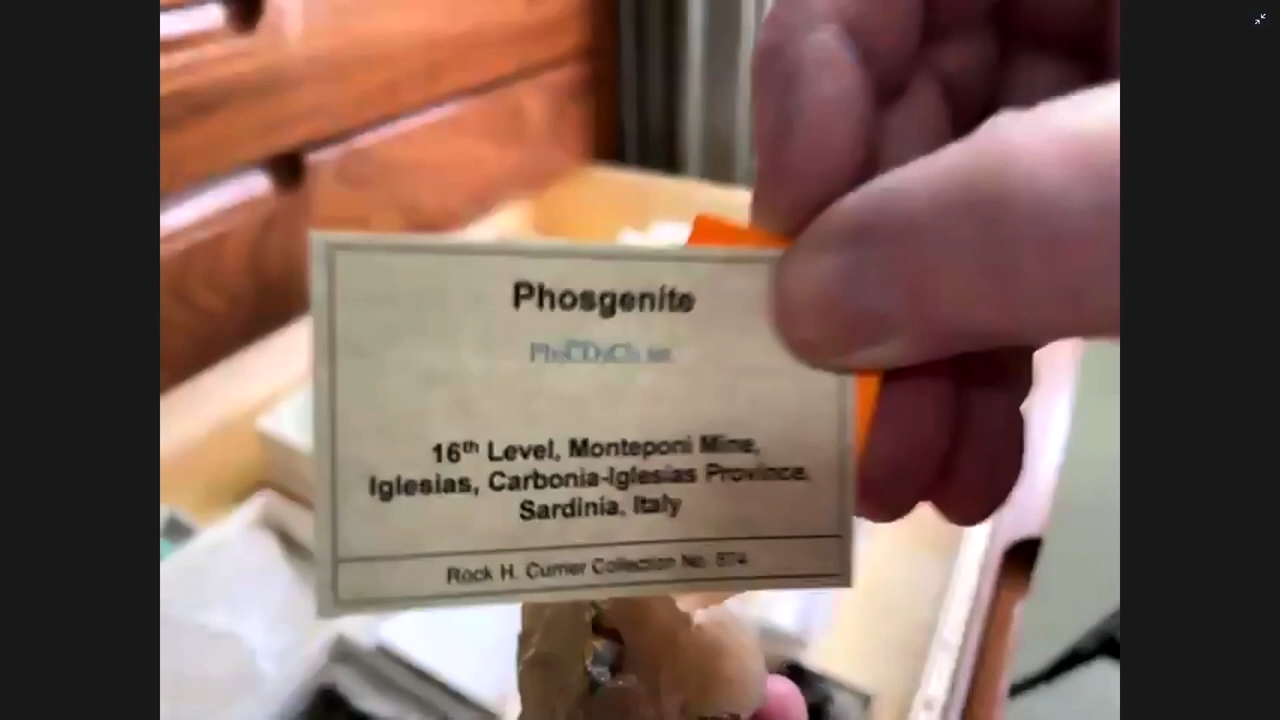 Phosgenite
16th Level, Monteponi Mine,
Iglesias, Carbonia-Iglesias Province,
Sardinia, Italy
Rock H. Currier Collection No.